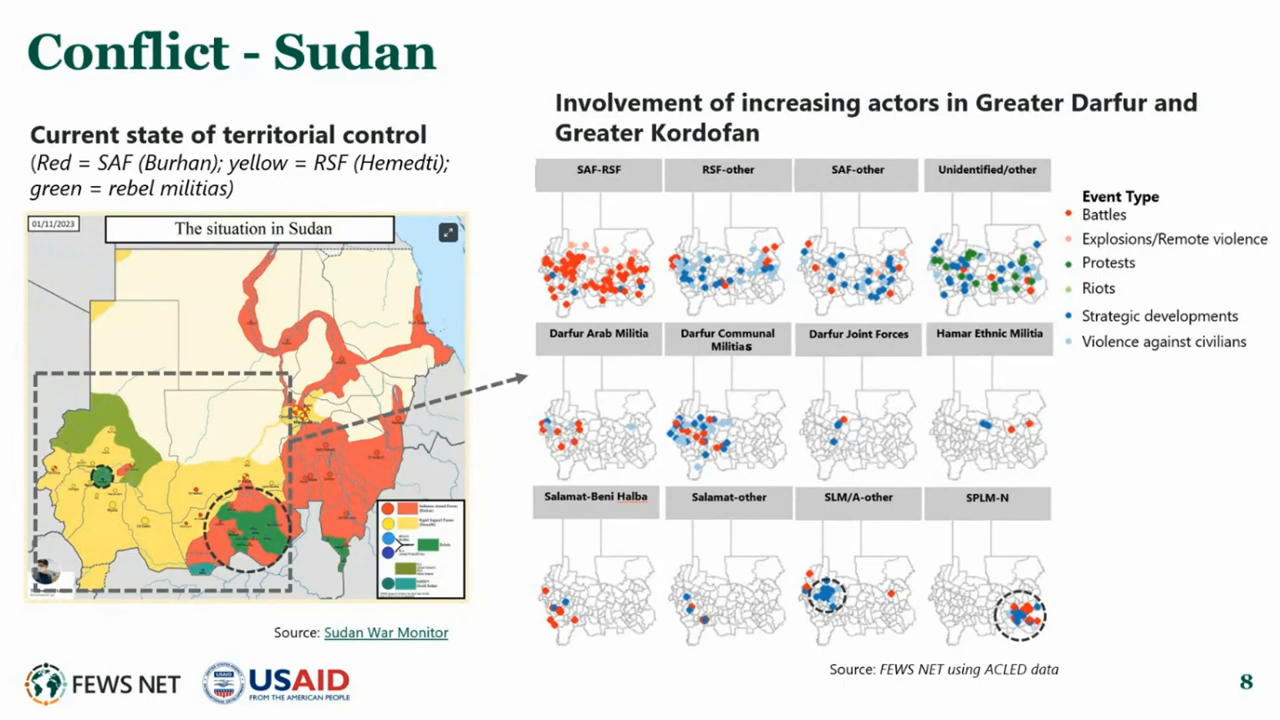 Conflict - Sudan
Current state of territorial control
(Red = SAF (Burhan); yellow = RSF (Hemedti);
green = rebel militias)
01/11/2023
The situation in Sudan
Source: Sudan War Monitor
Involvement of increasing actors in Greater Darfur and
Greater Kordofan
SAF-RSF
RSF-other
SAF-other
Unidentified/other
Darfur Arab Militia
Darfur Communal
Militias
Darfur Joint Forces
Hamar Ethnic Militia
Salamat-Beni Halba
Salamat-other
SLM/A-other
SPLM-N
Event Type
Battles
Explosions/Remote violence
Protests
Riots
Strategic developments
Violence against civilians
Source: FEWS NET using ACLED data
FEWS NET
USAID
FROM THE AMERICAN PEOPLE
8